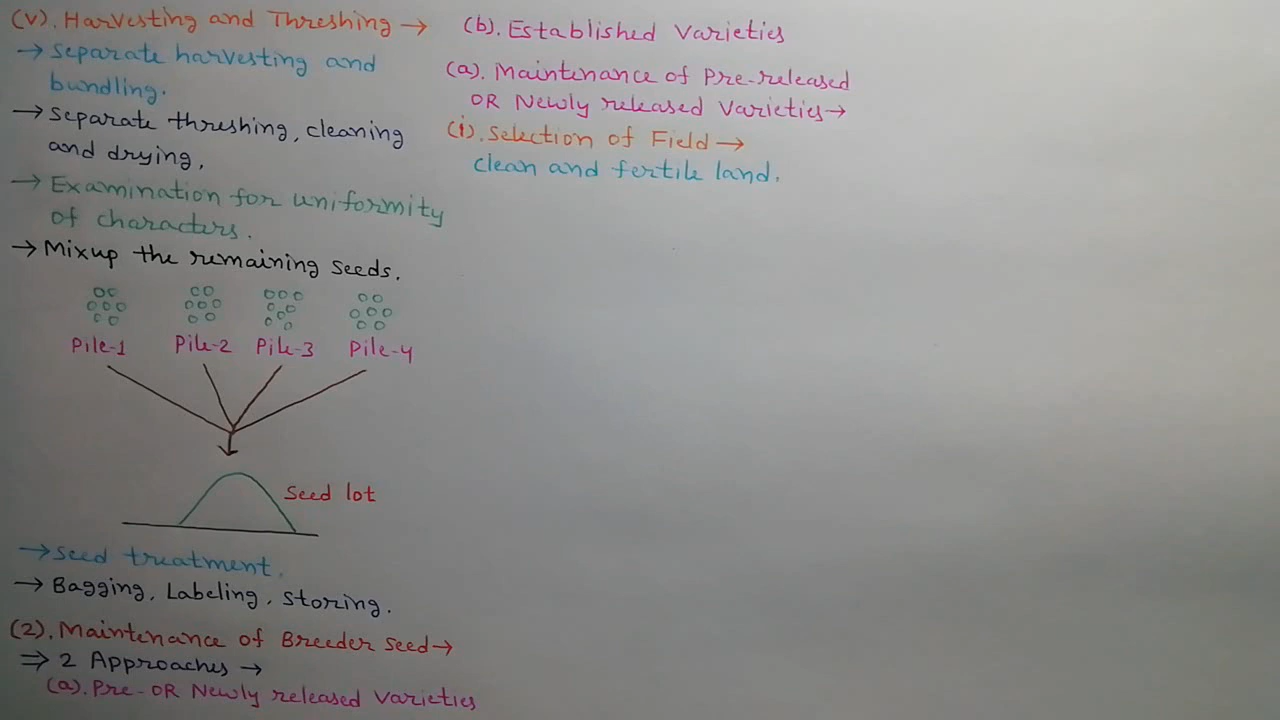 (v). Harvesting and Threshing →
→ Separate harvesting and
bundling.
→ Separate threshing, cleaning
and drying.
→ Examination for uniformity
of characters.
→ Mixup the remaining seeds.
Pile-1 Pile-2 Pile-3 Pile-4
Seed lot
→ Seed treatment.
→ Bagging, Labeling, storing.
(2). Maintenance of Breeder seed →
⇒ 2 Approaches →
(a). Pre- OR Newly released Varieties
(b). Established Varieties
(a). Maintenance of Pre-released
OR Newly released Varieties →
(i). Selection of Field →
clean and fertile land.